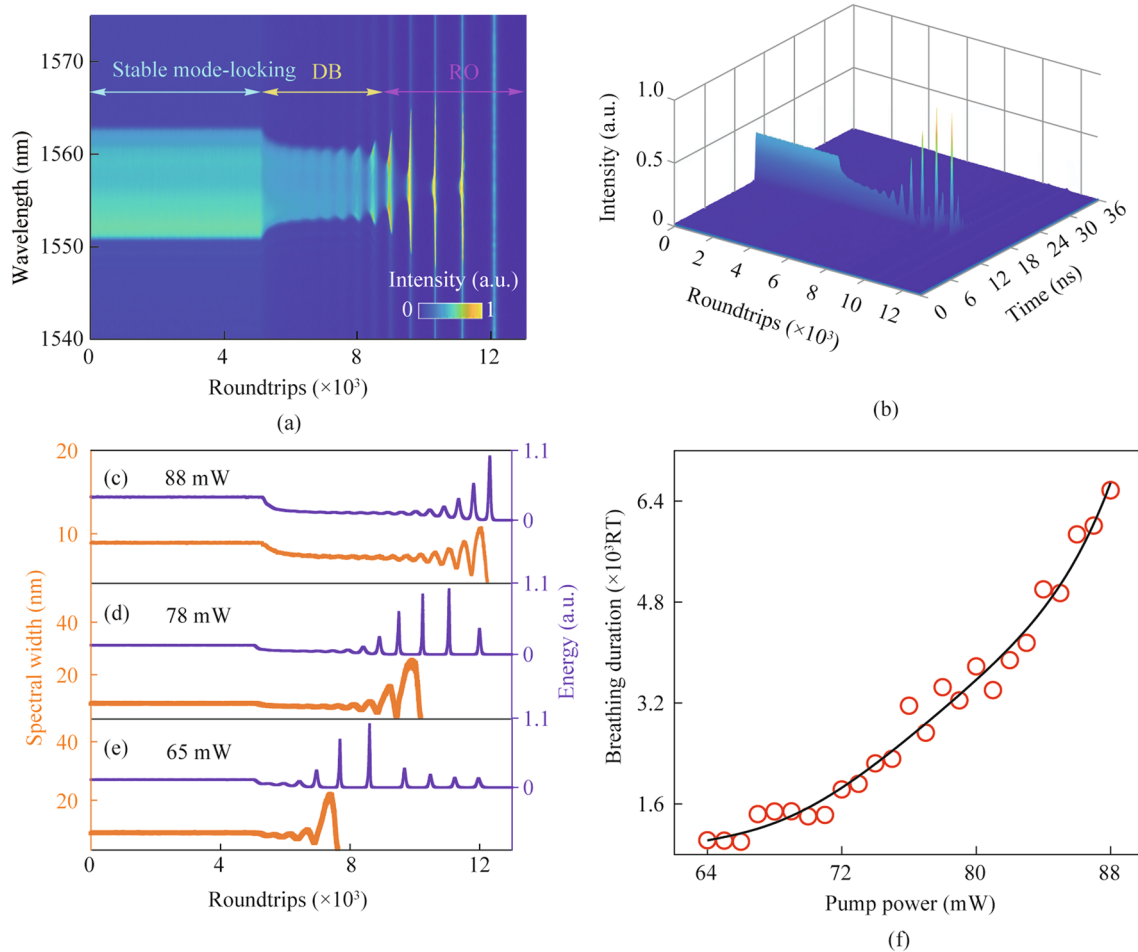 1570
1560
1550
1540
Wavelength (nm)
Stable mode-locking
DB
RO
Intensity (a.u.)
0
1
0
4
8
12
Roundtrips (×10³)
(a)
1.0
0.5
0
Intensity (a.u.)
0
2
4
6
8
10
12
Roundtrips (×10³)
0
6
12
18
24
30
36
Time (ns)
(b)
20
10
40
20
40
20
Spectral width (nm)
(c)
88 mW
(d)
78 mW
(e)
65 mW
1.1
0
1.1
0
1.1
0
Energy (a.u.)
0
4
8
12
Roundtrips (×10³)
6.4
4.8
3.2
1.6
Breathing duration (×10³RT)
64
72
80
88
Pump power (mW)
(f)